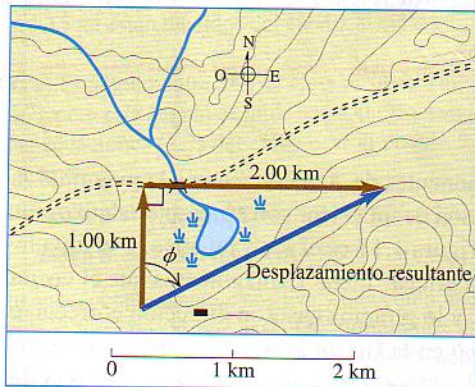 N
O E
S
2.00 km
1.00 km
ϕ
Desplazamiento resultante
0 1 km 2 km